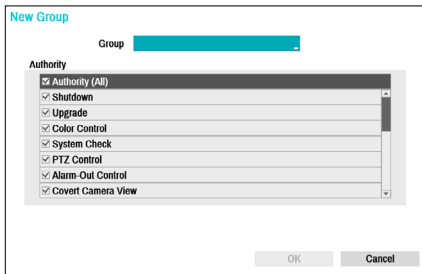 New Group
Group
Authority
Authority (All)
Shutdown
Upgrade
Color Control
System Check
PTZ Control
Alarm-Out Control
Covert Camera View
OK Cancel